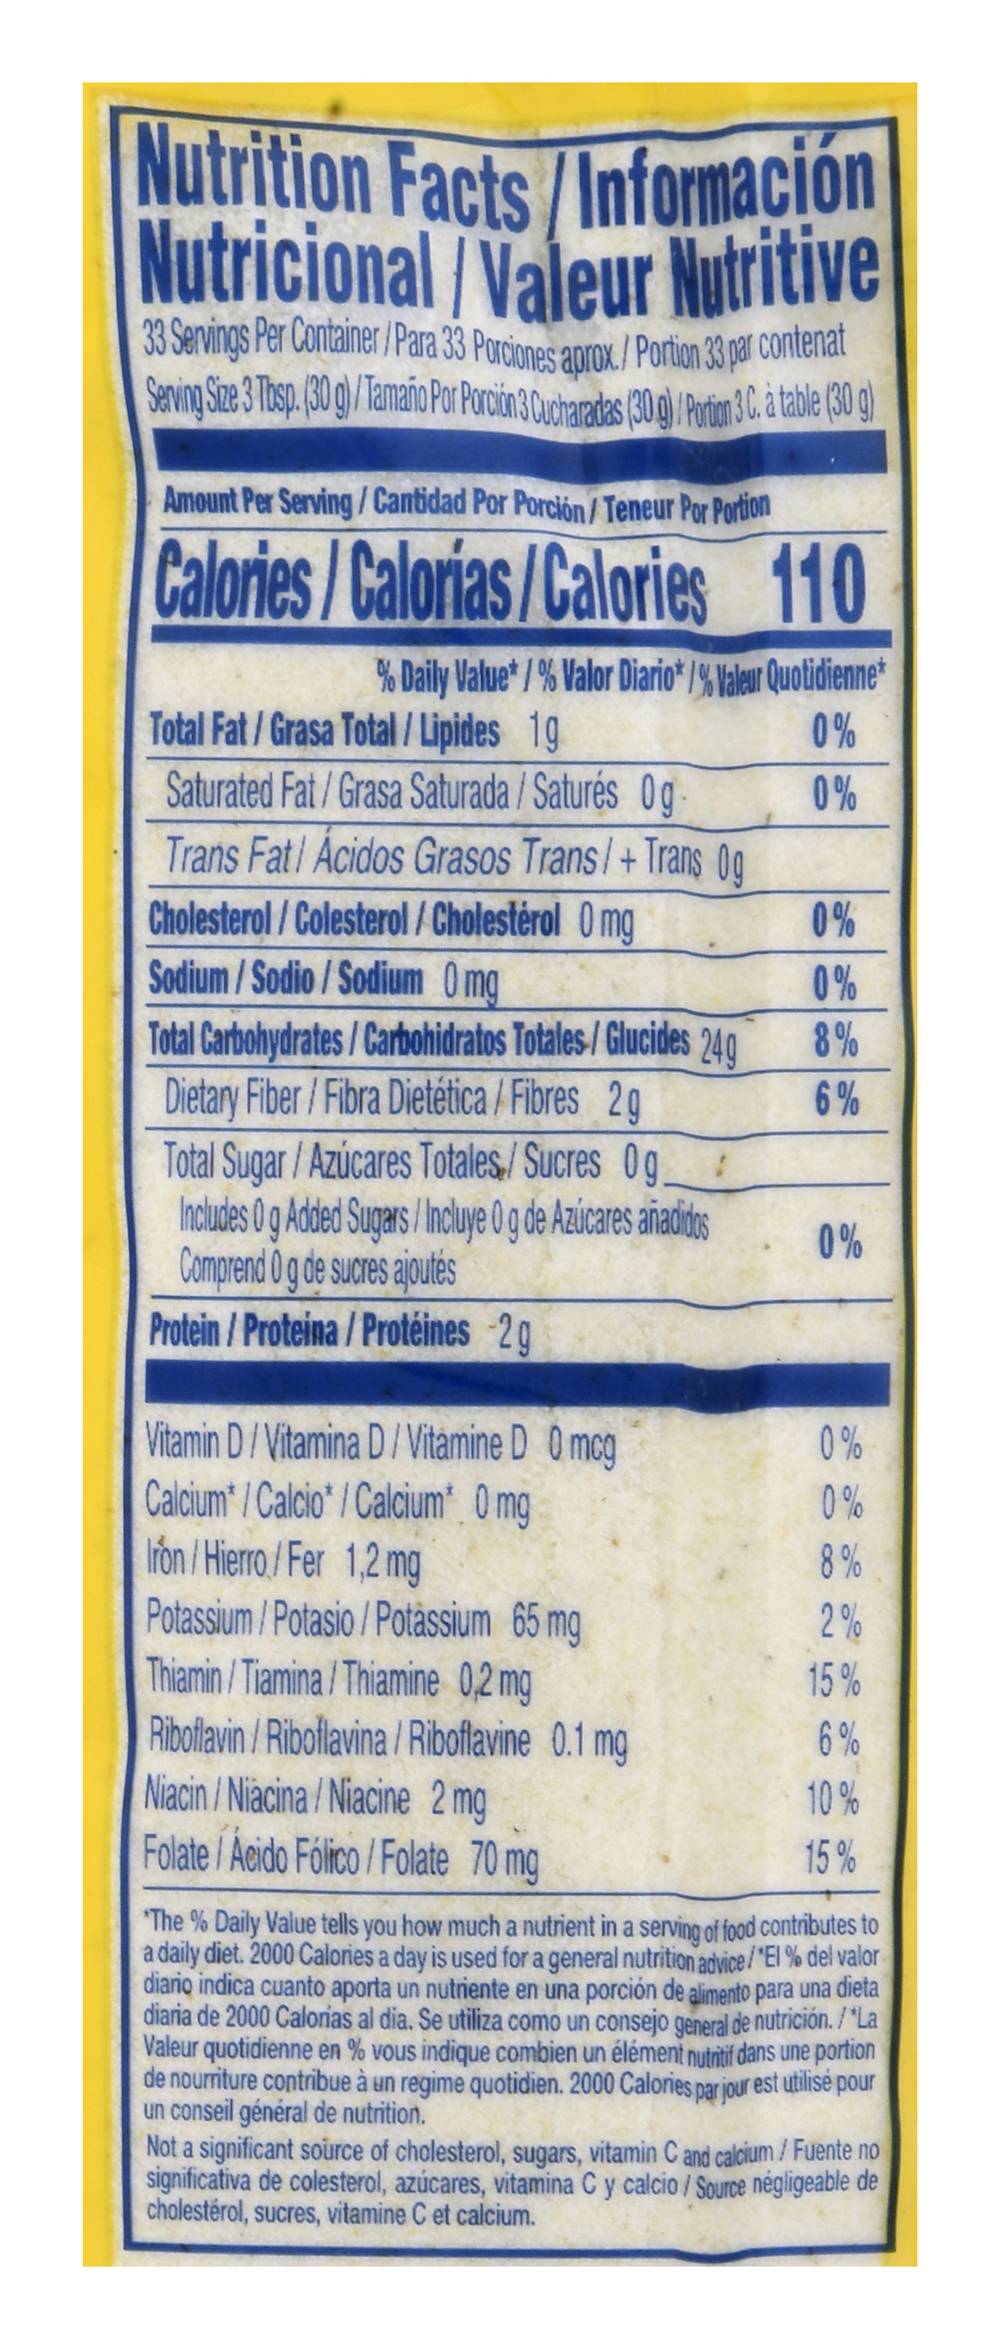 Nutrition Facts / Información
Nutricional / Valeur Nutritive
33 Servings Per Container / Para 33 Porciones aprox. / Portion 33 par contenat
Serving Size 3 Tbsp. (30 g) / Tamaño Por Porción 3 Cucharadas (30 g) / Portion 3 C. à table (30 g)
Amount Per Serving / Cantidad Por Porción / Teneur Por Portion
Calories / Calorías / Calories 110
% Daily Value* / % Valor Diario* / % Valeur Quotidienne*
Total Fat / Grasa Total / Lipides 1 g 0 %
Saturated Fat / Grasa Saturada / Saturés 0 g 0 %
Trans Fat / Ácidos Grasos Trans / + Trans 0 g
Cholesterol / Colesterol / Cholestérol 0 mg 0 %
Sodium / Sodio / Sodium 0 mg 0 %
Total Carbohydrates / Carbohidratos Totales / Glucides 24 g 8 %
Dietary Fiber / Fibra Dietética / Fibres 2 g 6 %
Total Sugar / Azúcares Totales / Sucres 0 g
Includes 0 g Added Sugars / Incluye 0 g de Azúcares añadidos
Comprend 0 g de sucres ajoutés 0 %
Protein / Proteína / Protéines 2 g
Vitamin D / Vitamina D / Vitamine D 0 mcg 0 %
Calcium* / Calcio* / Calcium* 0 mg 0 %
Iron / Hierro / Fer 1,2 mg 8 %
Potassium / Potasio / Potassium 65 mg 2 %
Thiamin / Tiamina / Thiamine 0,2 mg 15 %
Riboflavin / Riboflavina / Riboflavine 0.1 mg 6 %
Niacin / Niacina / Niacine 2 mg 10 %
Folate / Ácido Fólico / Folate 70 mg 15 %
*The % Daily Value tells you how much a nutrient in a serving of food contributes to
a daily diet. 2000 Calories a day is used for a general nutrition advice / *El % del valor
diario indica cuanto aporta un nutriente en una porción de alimento para una dieta
diaria de 2000 Calorías al día. Se utiliza como un consejo general de nutrición. / *La
Valeur quotidienne en % vous indique combien un élément nutritif dans une portion
de nourriture contribue à un regime quotidien. 2000 Calories par jour est utilisé pour
un conseil général de nutrition.
Not a significant source of cholesterol, sugars, vitamin C and calcium / Fuente no
significativa de colesterol, azúcares, vitamina C y calcio / Source négligeable de
cholestérol, sucres, vitamine C et calcium.